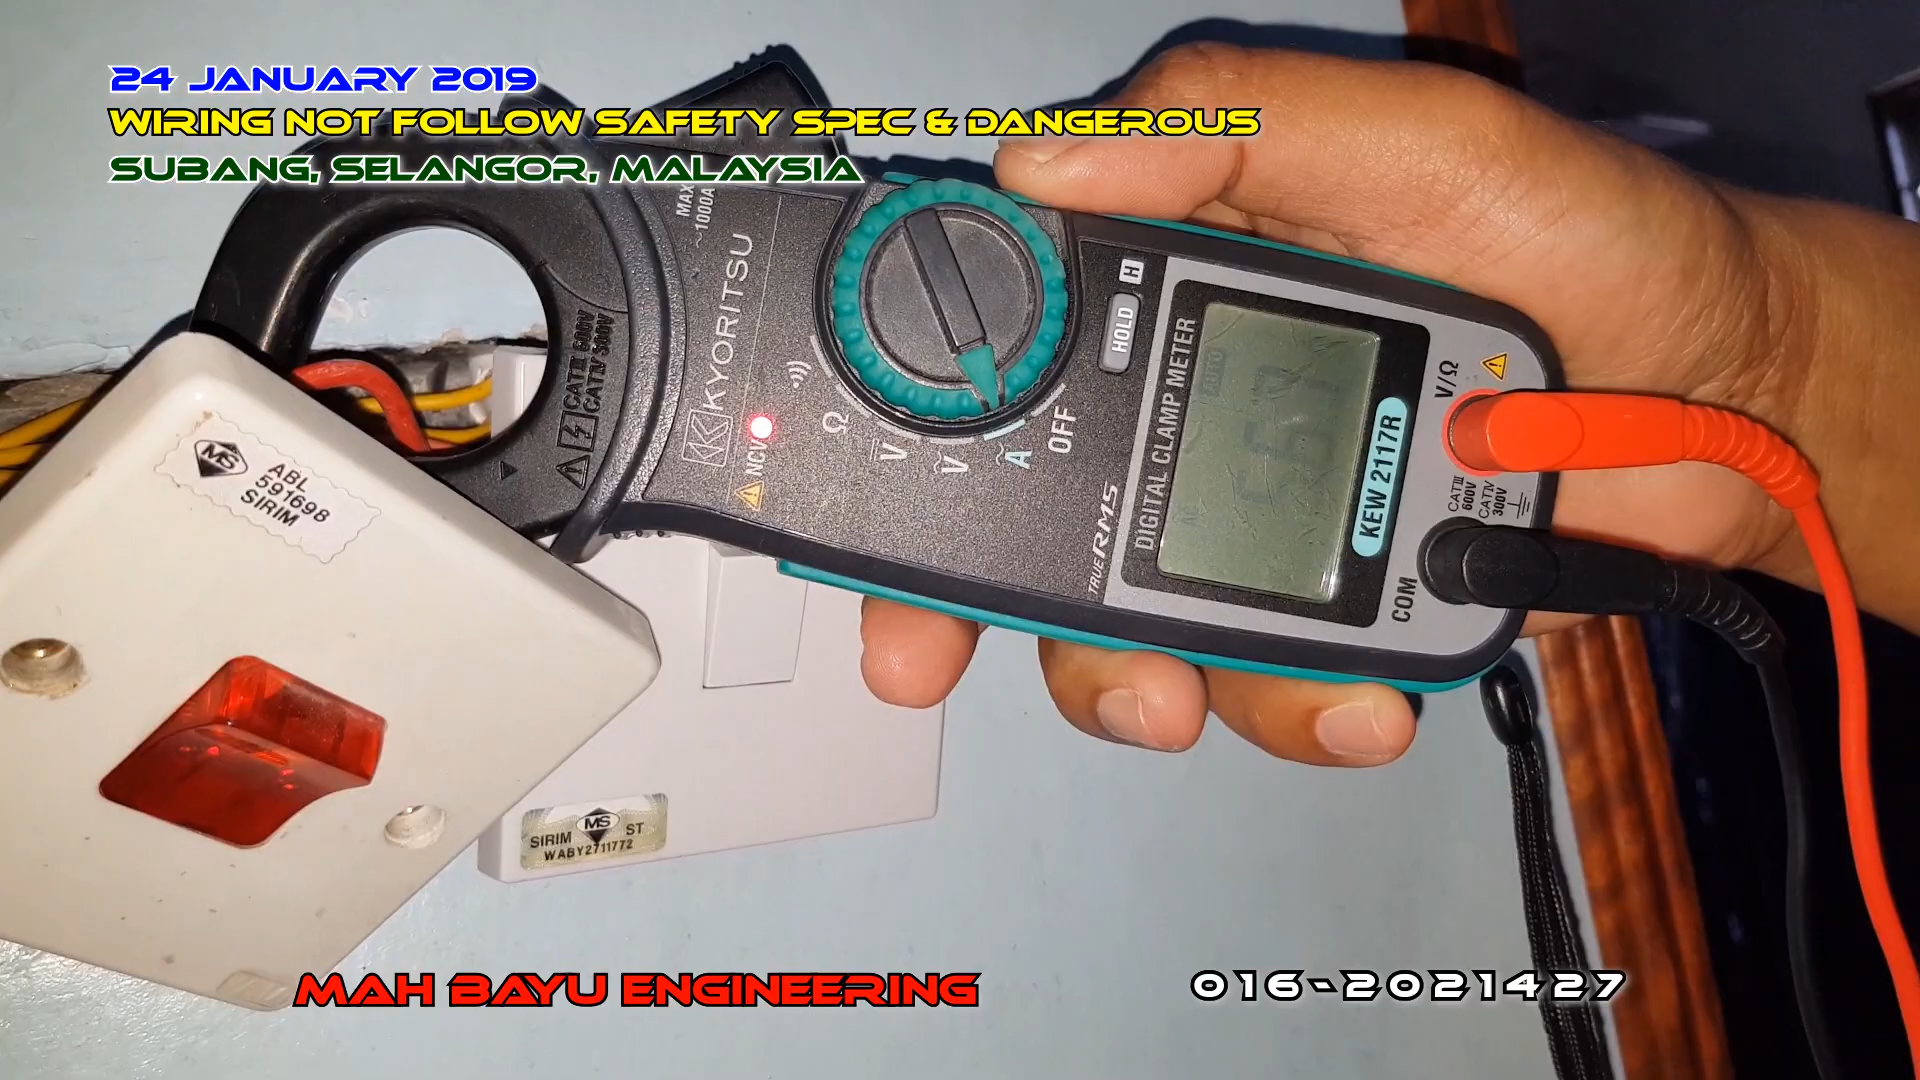 24 JANUARY 2019
WIRING NOT FOLLOW SAFETY SPEC & DANGEROUS
SUBANG, SELANGOR, MALAYSIA
MAX
~1000A
KYORITSU
CAT III 600V
CAT IV 300V
NCV
Ω
V
V
A
OFF
HOLD H
TRUE RMS
DIGITAL CLAMP METER
AUTO
KEW 2117R
V/Ω
CAT III
600V
CAT IV
300V
COM
MS
ABL
591698
SIRIM
SIRIM MS ST
WABY2711772
MAH BAYU ENGINEERING
016-2021427